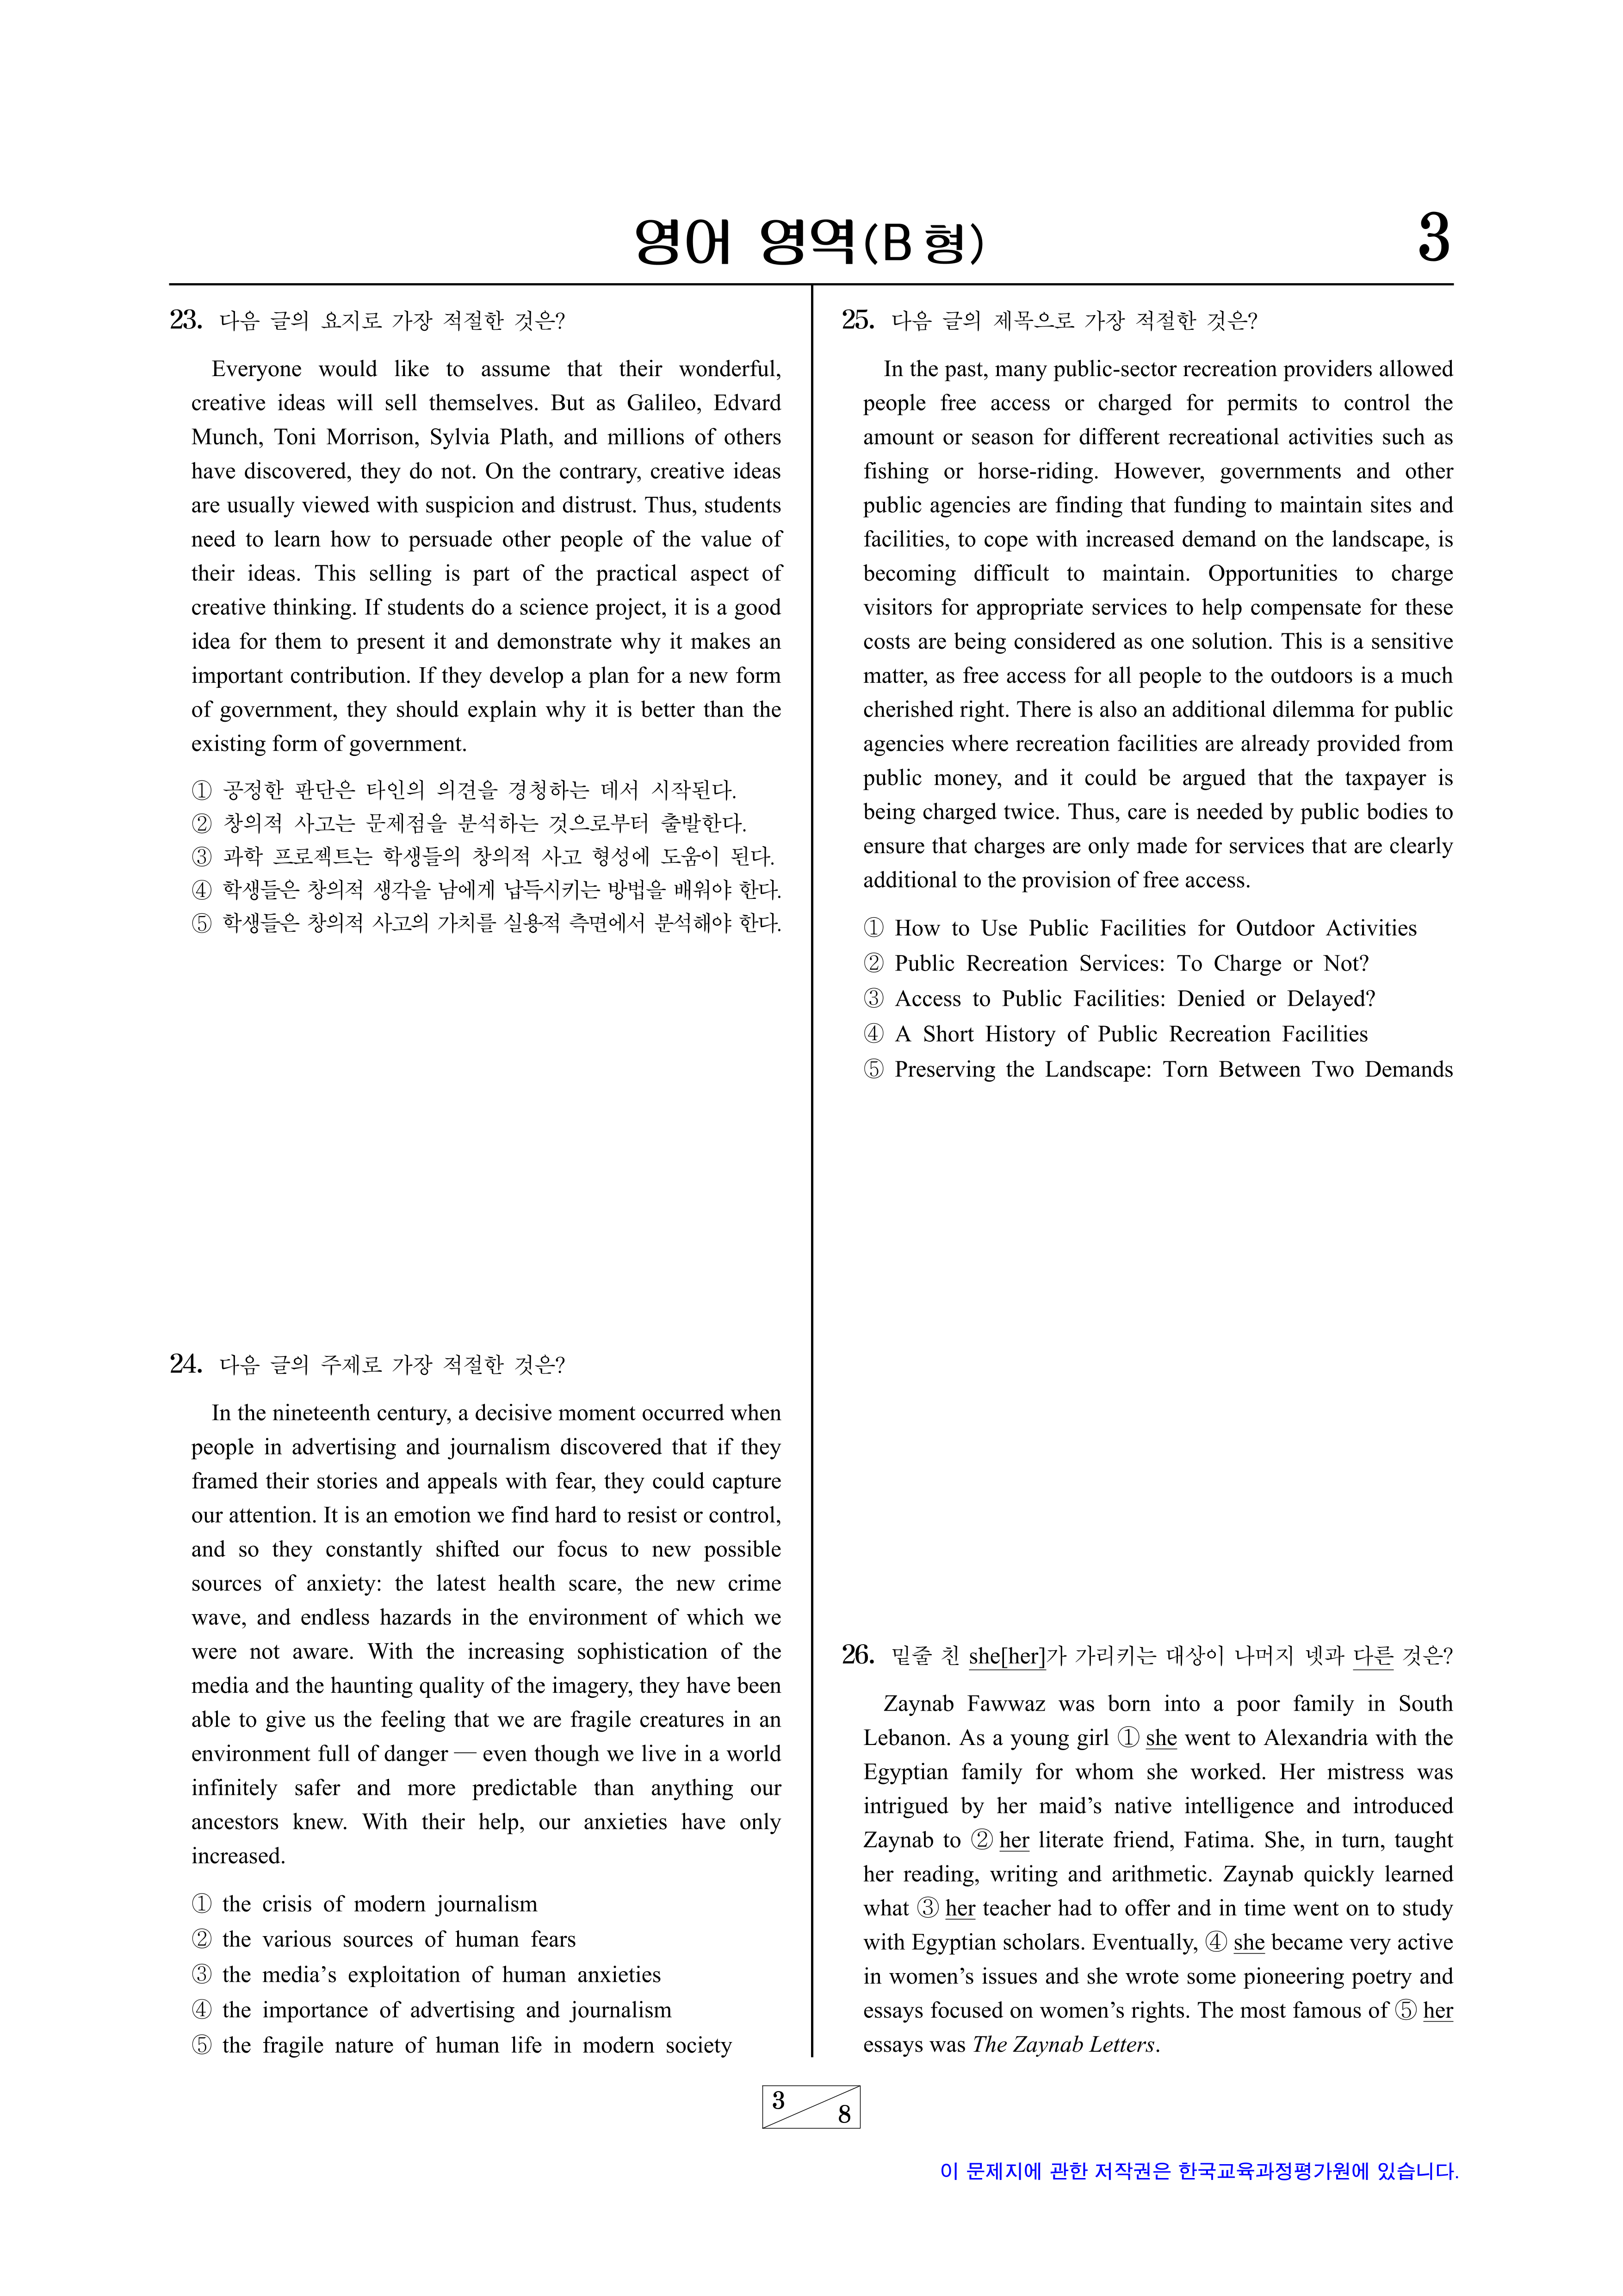 영어 영역(B 형)
3
23. 다음 글의 요지로 가장 적절한 것은?
Everyone would like to assume that their wonderful,
creative ideas will sell themselves. But as Galileo, Edvard
Munch, Toni Morrison, Sylvia Plath, and millions of others
have discovered, they do not. On the contrary, creative ideas
are usually viewed with suspicion and distrust. Thus, students
need to learn how to persuade other people of the value of
their ideas. This selling is part of the practical aspect of
creative thinking. If students do a science project, it is a good
idea for them to present it and demonstrate why it makes an
important contribution. If they develop a plan for a new form
of government, they should explain why it is better than the
existing form of government.
① 공정한 판단은 타인의 의견을 경청하는 데서 시작된다.
② 창의적 사고는 문제점을 분석하는 것으로부터 출발한다.
③ 과학 프로젝트는 학생들의 창의적 사고 형성에 도움이 된다.
④ 학생들은 창의적 생각을 남에게 납득시키는 방법을 배워야 한다.
⑤ 학생들은 창의적 사고의 가치를 실용적 측면에서 분석해야 한다.
24. 다음 글의 주제로 가장 적절한 것은?
In the nineteenth century, a decisive moment occurred when
people in advertising and journalism discovered that if they
framed their stories and appeals with fear, they could capture
our attention. It is an emotion we find hard to resist or control,
and so they constantly shifted our focus to new possible
sources of anxiety: the latest health scare, the new crime
wave, and endless hazards in the environment of which we
were not aware. With the increasing sophistication of the
media and the haunting quality of the imagery, they have been
able to give us the feeling that we are fragile creatures in an
environment full of danger — even though we live in a world
infinitely safer and more predictable than anything our
ancestors knew. With their help, our anxieties have only
increased.
① the crisis of modern journalism
② the various sources of human fears
③ the media's exploitation of human anxieties
④ the importance of advertising and journalism
⑤ the fragile nature of human life in modern society
25. 다음 글의 제목으로 가장 적절한 것은?
In the past, many public-sector recreation providers allowed
people free access or charged for permits to control the
amount or season for different recreational activities such as
fishing or horse-riding. However, governments and other
public agencies are finding that funding to maintain sites and
facilities, to cope with increased demand on the landscape, is
becoming difficult to maintain. Opportunities to charge
visitors for appropriate services to help compensate for these
costs are being considered as one solution. This is a sensitive
matter, as free access for all people to the outdoors is a much
cherished right. There is also an additional dilemma for public
agencies where recreation facilities are already provided from
public money, and it could be argued that the taxpayer is
being charged twice. Thus, care is needed by public bodies to
ensure that charges are only made for services that are clearly
additional to the provision of free access.
① How to Use Public Facilities for Outdoor Activities
② Public Recreation Services: To Charge or Not?
③ Access to Public Facilities: Denied or Delayed?
④ A Short History of Public Recreation Facilities
⑤ Preserving the Landscape: Torn Between Two Demands
26. 밑줄 친 she[her]가 가리키는 대상이 나머지 넷과 다른 것은?
Zaynab Fawwaz was born into a poor family in South
Lebanon. As a young girl ① she went to Alexandria with the
Egyptian family for whom she worked. Her mistress was
intrigued by her maid's native intelligence and introduced
Zaynab to ② her literate friend, Fatima. She, in turn, taught
her reading, writing and arithmetic. Zaynab quickly learned
what ③ her teacher had to offer and in time went on to study
with Egyptian scholars. Eventually, ④ she became very active
in women's issues and she wrote some pioneering poetry and
essays focused on women's rights. The most famous of ⑤ her
essays was The Zaynab Letters.
3
8
이 문제지에 관한 저작권은 한국교육과정평가원에 있습니다.